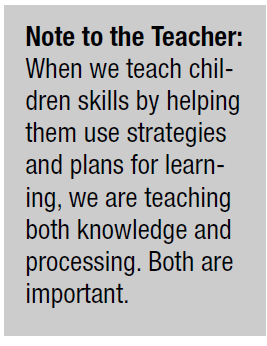 Note to the Teacher:
When we teach chil-
dren skills by helping
them use strategies
and plans for learn-
ing, we are teaching
both knowledge and
processing. Both are
important.